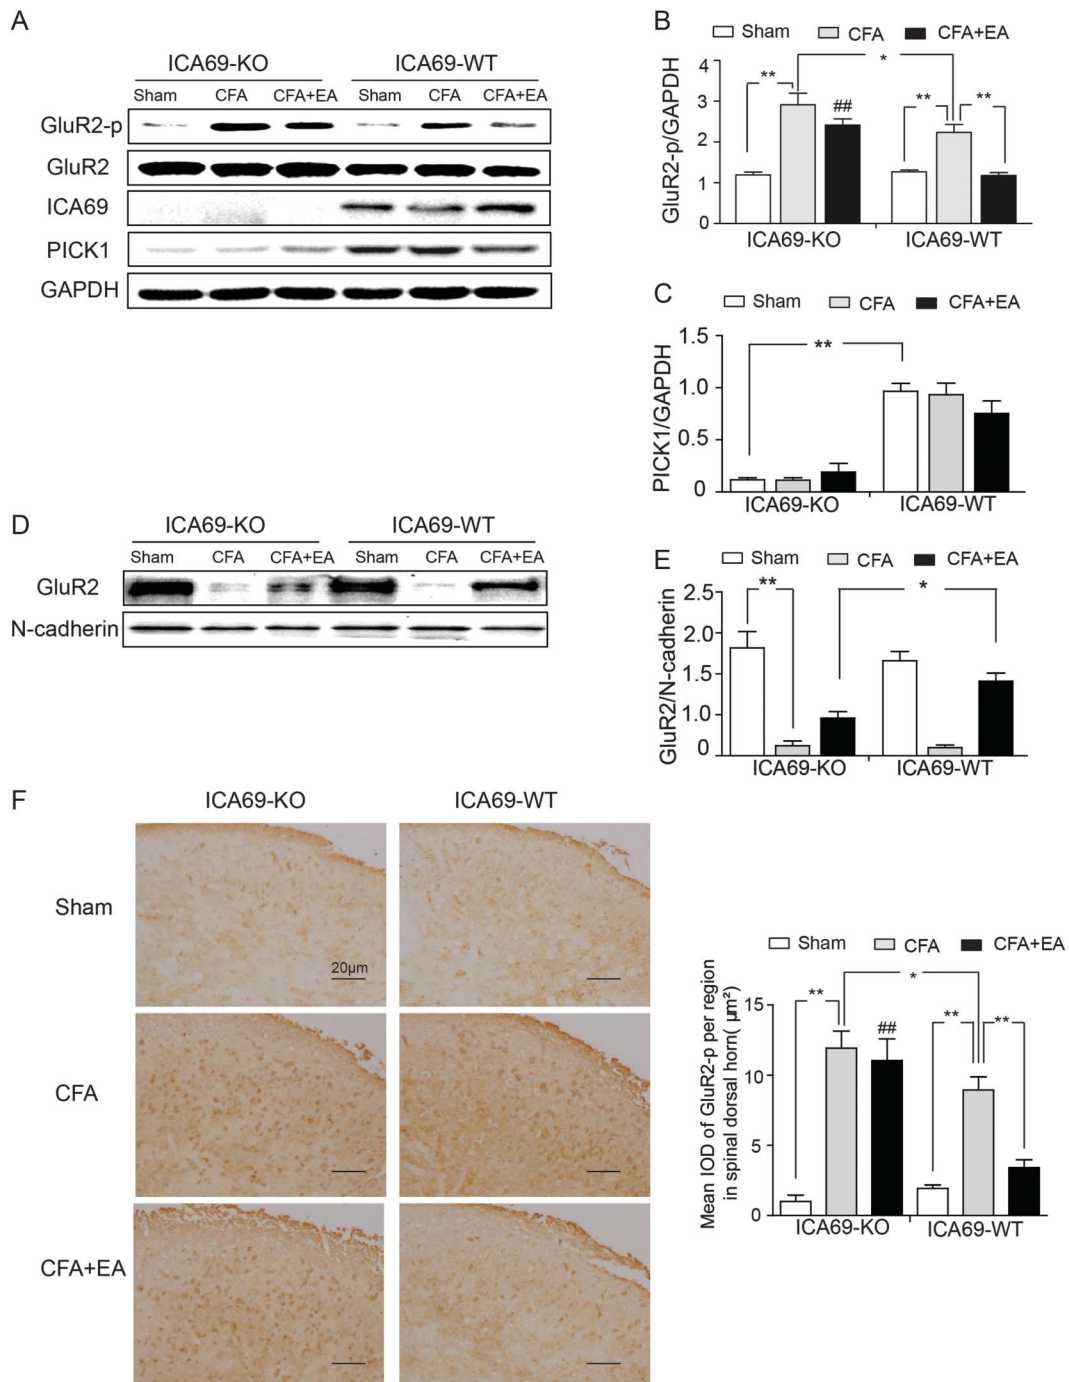 A
ICA69-KO ICA69-WT
Sham CFA CFA+EA Sham CFA CFA+EA
GluR2-p
GluR2
ICA69
PICK1
GAPDH
B
Sham CFA CFA+EA
GluR2-p/GAPDH
4
3
2
1
0
** ## * ** **
ICA69-KO ICA69-WT
C
Sham CFA CFA+EA
PICK1/GAPDH
1.5
1.0
0.5
0
**
ICA69-KO ICA69-WT
D
ICA69-KO ICA69-WT
Sham CFA CFA+EA Sham CFA CFA+EA
GluR2
N-cadherin
E
Sham CFA CFA+EA
GluR2/N-cadherin
2.5
2.0
1.5
1.0
0
** *
ICA69-KO ICA69-WT
F
ICA69-KO ICA69-WT
Sham
20µm
CFA
CFA+EA
Sham CFA CFA+EA
Mean IOD of GluR2-p per region
in spinal dorsal horn( µm²)
15
10
5
0
** ## * ** **
ICA69-KO ICA69-WT